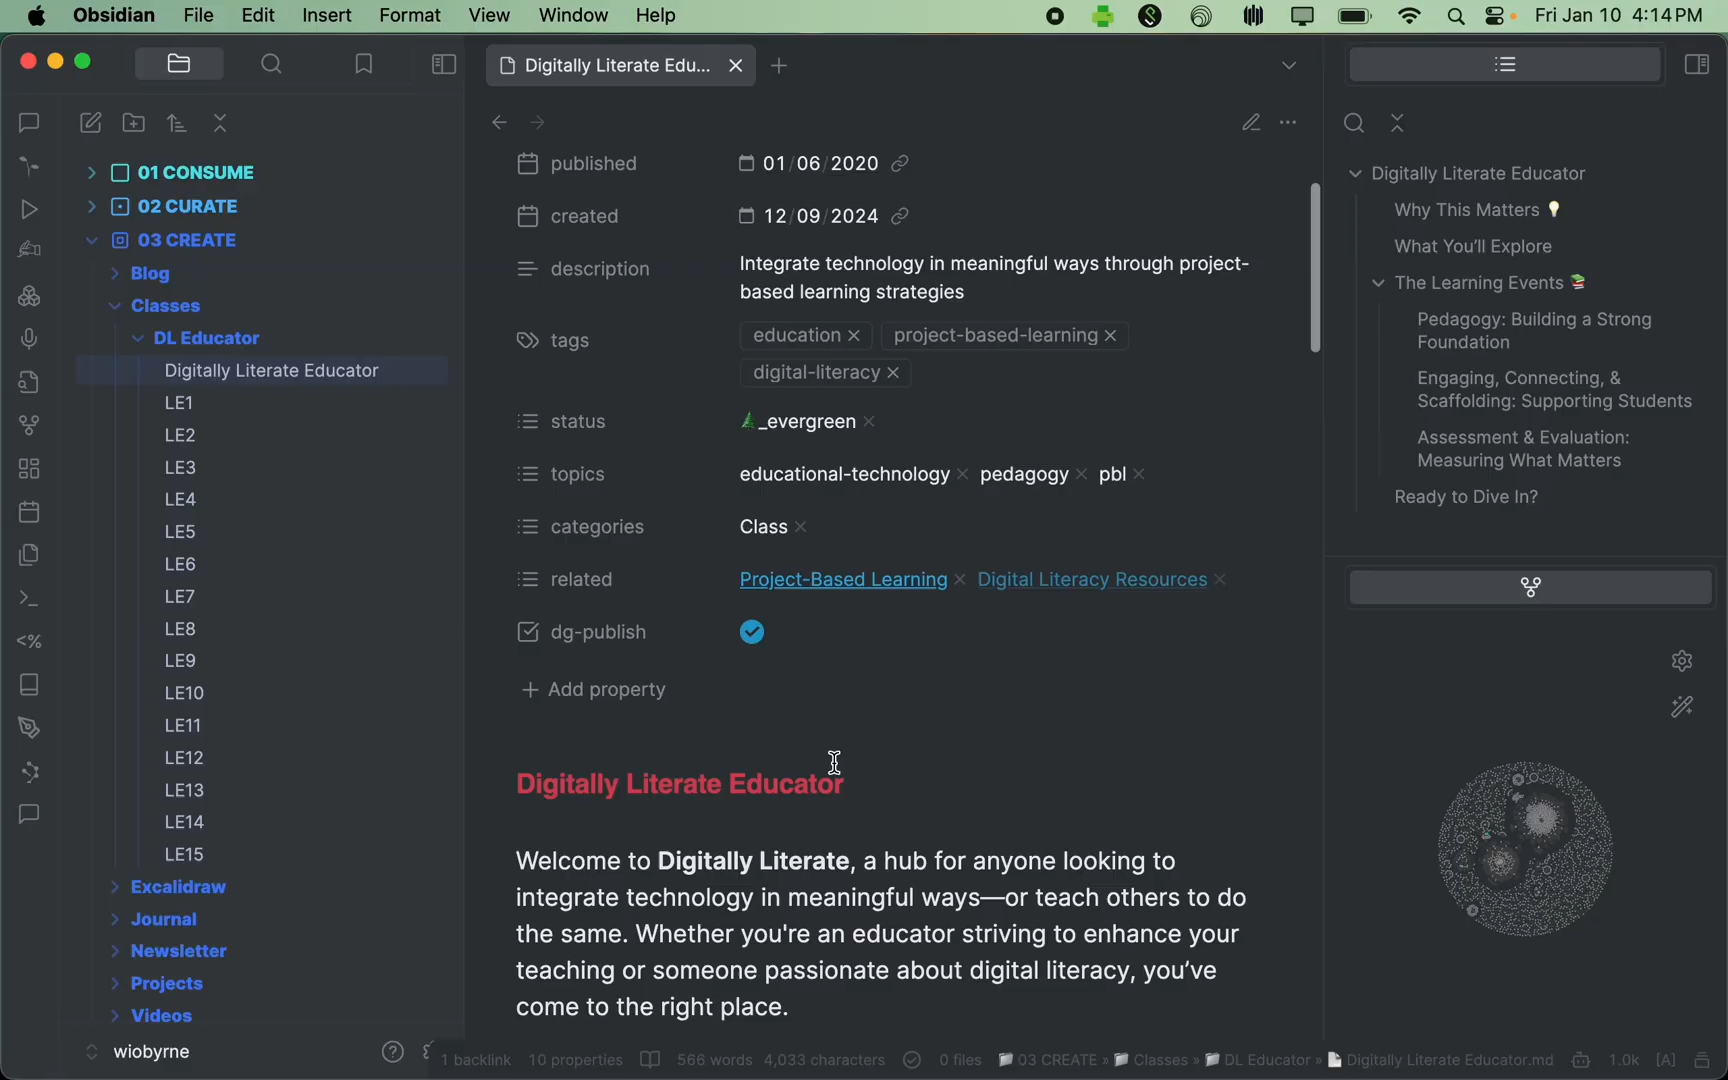 Obsidian File Edit Insert Format View Window Help Fri Jan 10 4:14 PM
Digitally Literate Edu...
01 CONSUME
02 CURATE
03 CREATE
Blog
Classes
DL Educator
Digitally Literate Educator
LE1
LE2
LE3
LE4
LE5
LE6
LE7
LE8
LE9
LE10
LE11
LE12
LE13
LE14
LE15
Excalidraw
Journal
Newsletter
Projects
Videos
wiobyrne
published 01/06/2020
created 12/09/2024
description Integrate technology in meaningful ways through project-
based learning strategies
tags education project-based-learning
digital-literacy
status 🌲_evergreen
topics educational-technology pedagogy pbl
categories Class
related Project-Based Learning Digital Literacy Resources
dg-publish
Add property
Digitally Literate Educator
Welcome to Digitally Literate, a hub for anyone looking to
integrate technology in meaningful ways—or teach others to do
the same. Whether you're an educator striving to enhance your
teaching or someone passionate about digital literacy, you’ve
come to the right place.
Digitally Literate Educator
Why This Matters 💡
What You’ll Explore
The Learning Events 📚
Pedagogy: Building a Strong
Foundation
Engaging, Connecting, &
Scaffolding: Supporting Students
Assessment & Evaluation:
Measuring What Matters
Ready to Dive In?
1 backlink 10 properties 566 words 4,033 characters 0 files 03 CREATE » Classes » DL Educator » Digitally Literate Educator.md 1.0k [A]